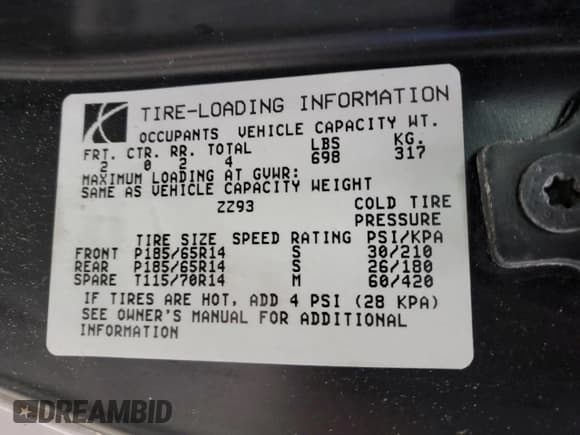 TIRE-LOADING INFORMATION
OCCUPANTS VEHICLE CAPACITY WT.
FRT. CTR. RR. TOTAL LBS KG.
2 0 2 4 698 317
MAXIMUM LOADING AT GVWR:
SAME AS VEHICLE CAPACITY WEIGHT
ZZ93 COLD TIRE
PRESSURE
TIRE SIZE SPEED RATING PSI/KPA
FRONT P185/65R14 S 30/210
REAR P185/65R14 S 26/180
SPARE T115/70R14 M 60/420
IF TIRES ARE HOT, ADD 4 PSI (28 KPA)
SEE OWNER'S MANUAL FOR ADDITIONAL
INFORMATION
DREAMBID